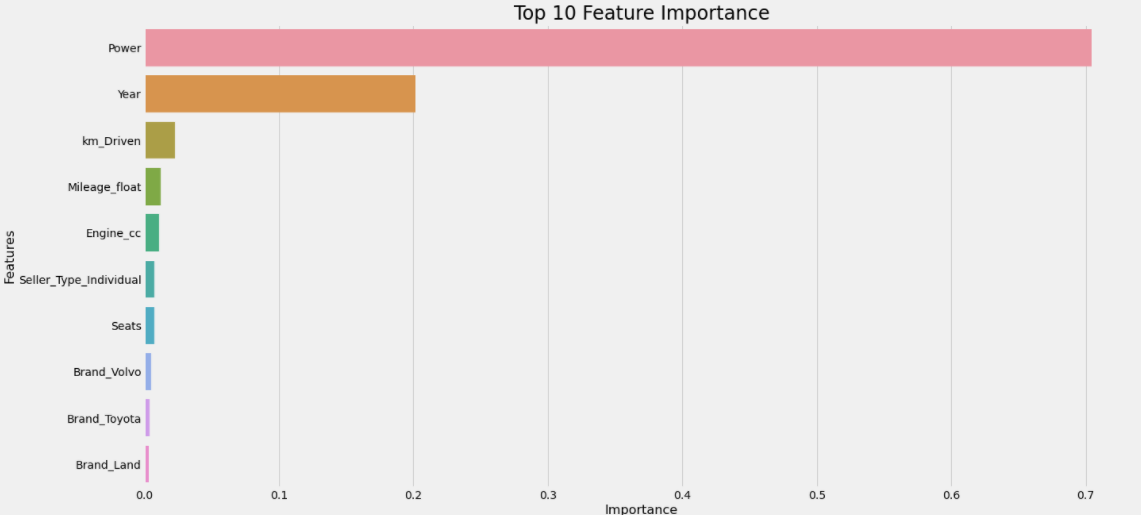 Top 10 Feature Importance
Features
Power
Year
km_Driven
Mileage_float
Engine_cc
Seller_Type_Individual
Seats
Brand_Volvo
Brand_Toyota
Brand_Land
0.0 0.1 0.2 0.3 0.4 0.5 0.6 0.7
Importance